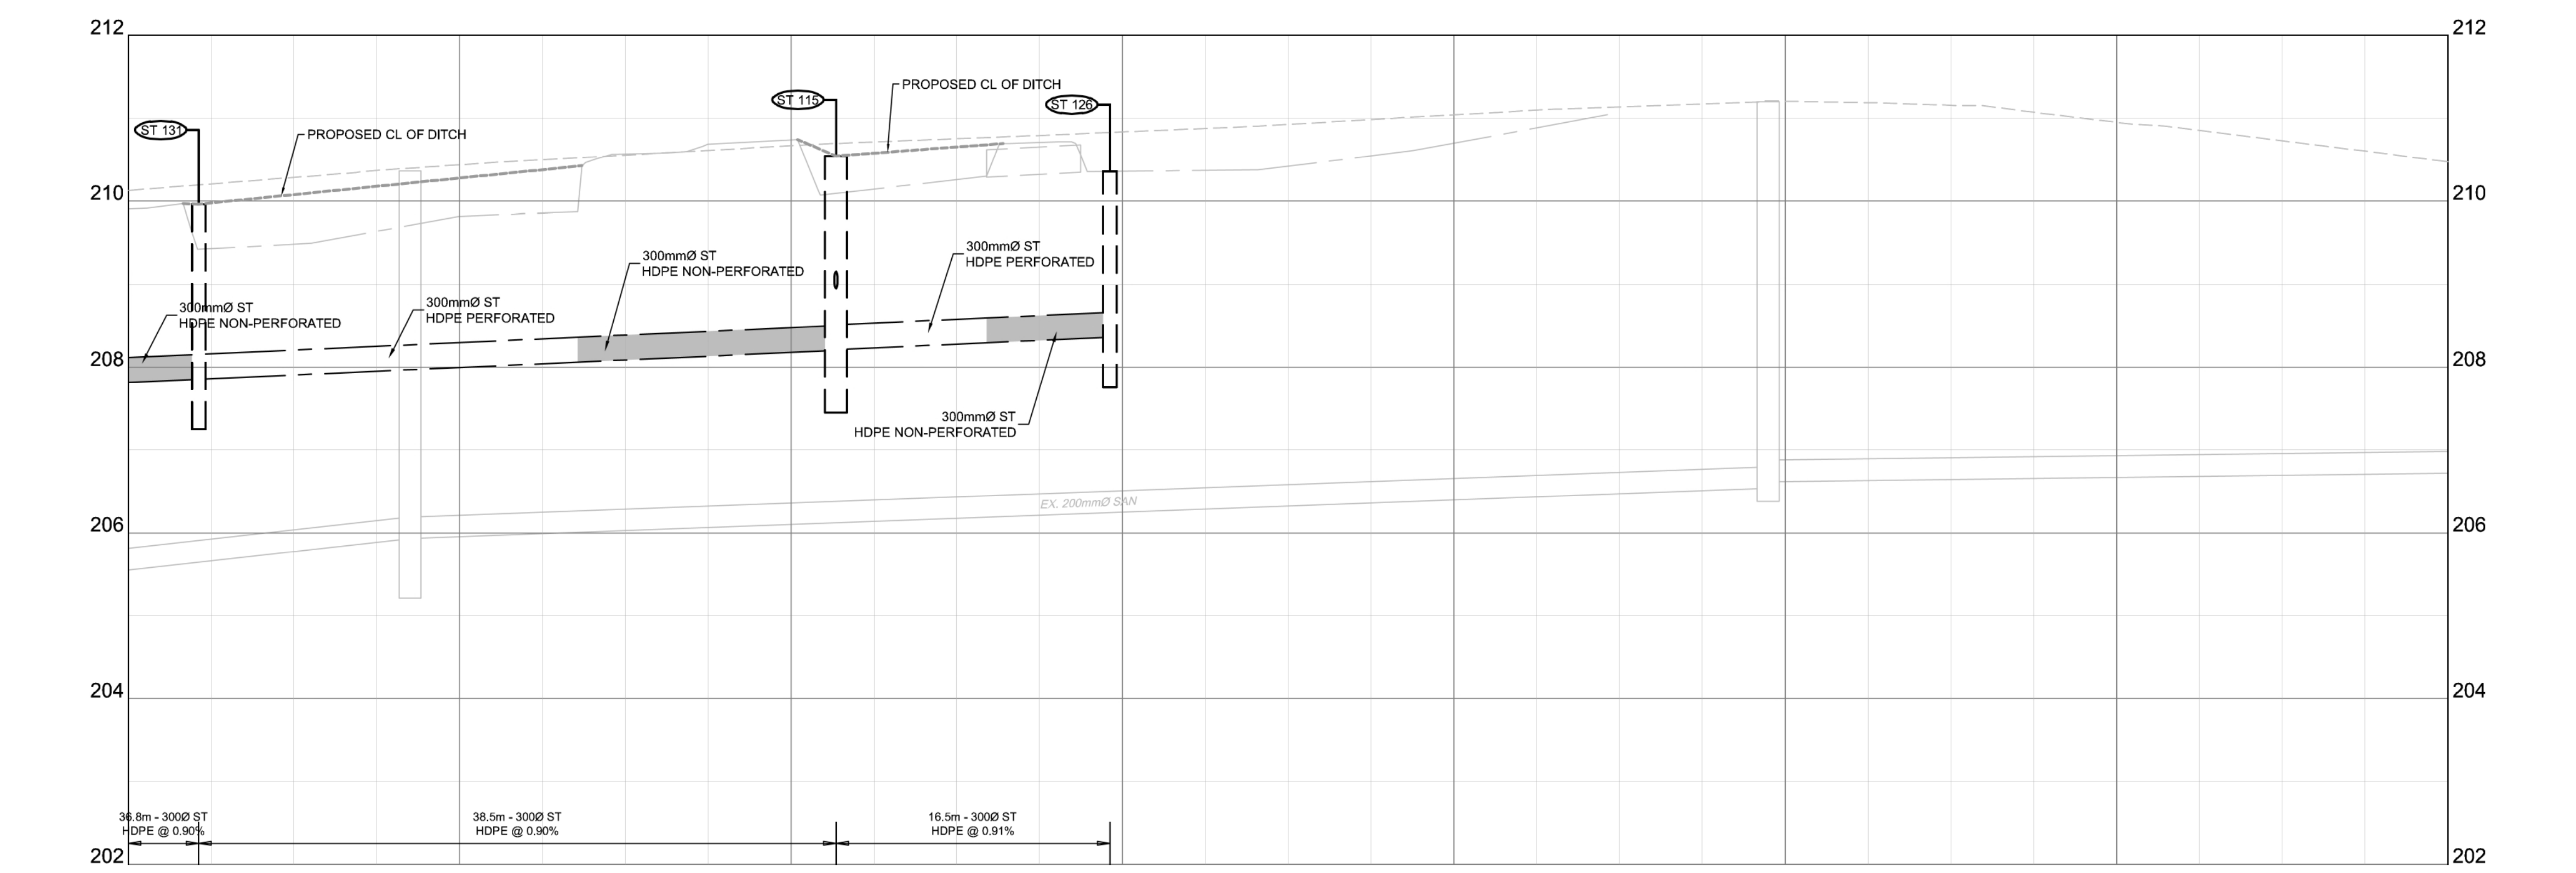 212
212
PROPOSED CL OF DITCH
ST 115
ST 126
ST 131
PROPOSED CL OF DITCH
210
210
300mmØ ST
HDPE PERFORATED
300mmØ ST
HDPE NON-PERFORATED
300mmØ ST
HDPE NON-PERFORATED
300mmØ ST
HDPE PERFORATED
208
208
300mmØ ST
HDPE NON-PERFORATED
EX. 200mmØ SAN
206
206
204
204
36.8m - 300Ø ST
HDPE @ 0.90%
38.5m - 300Ø ST
HDPE @ 0.90%
16.5m - 300Ø ST
HDPE @ 0.91%
202
202